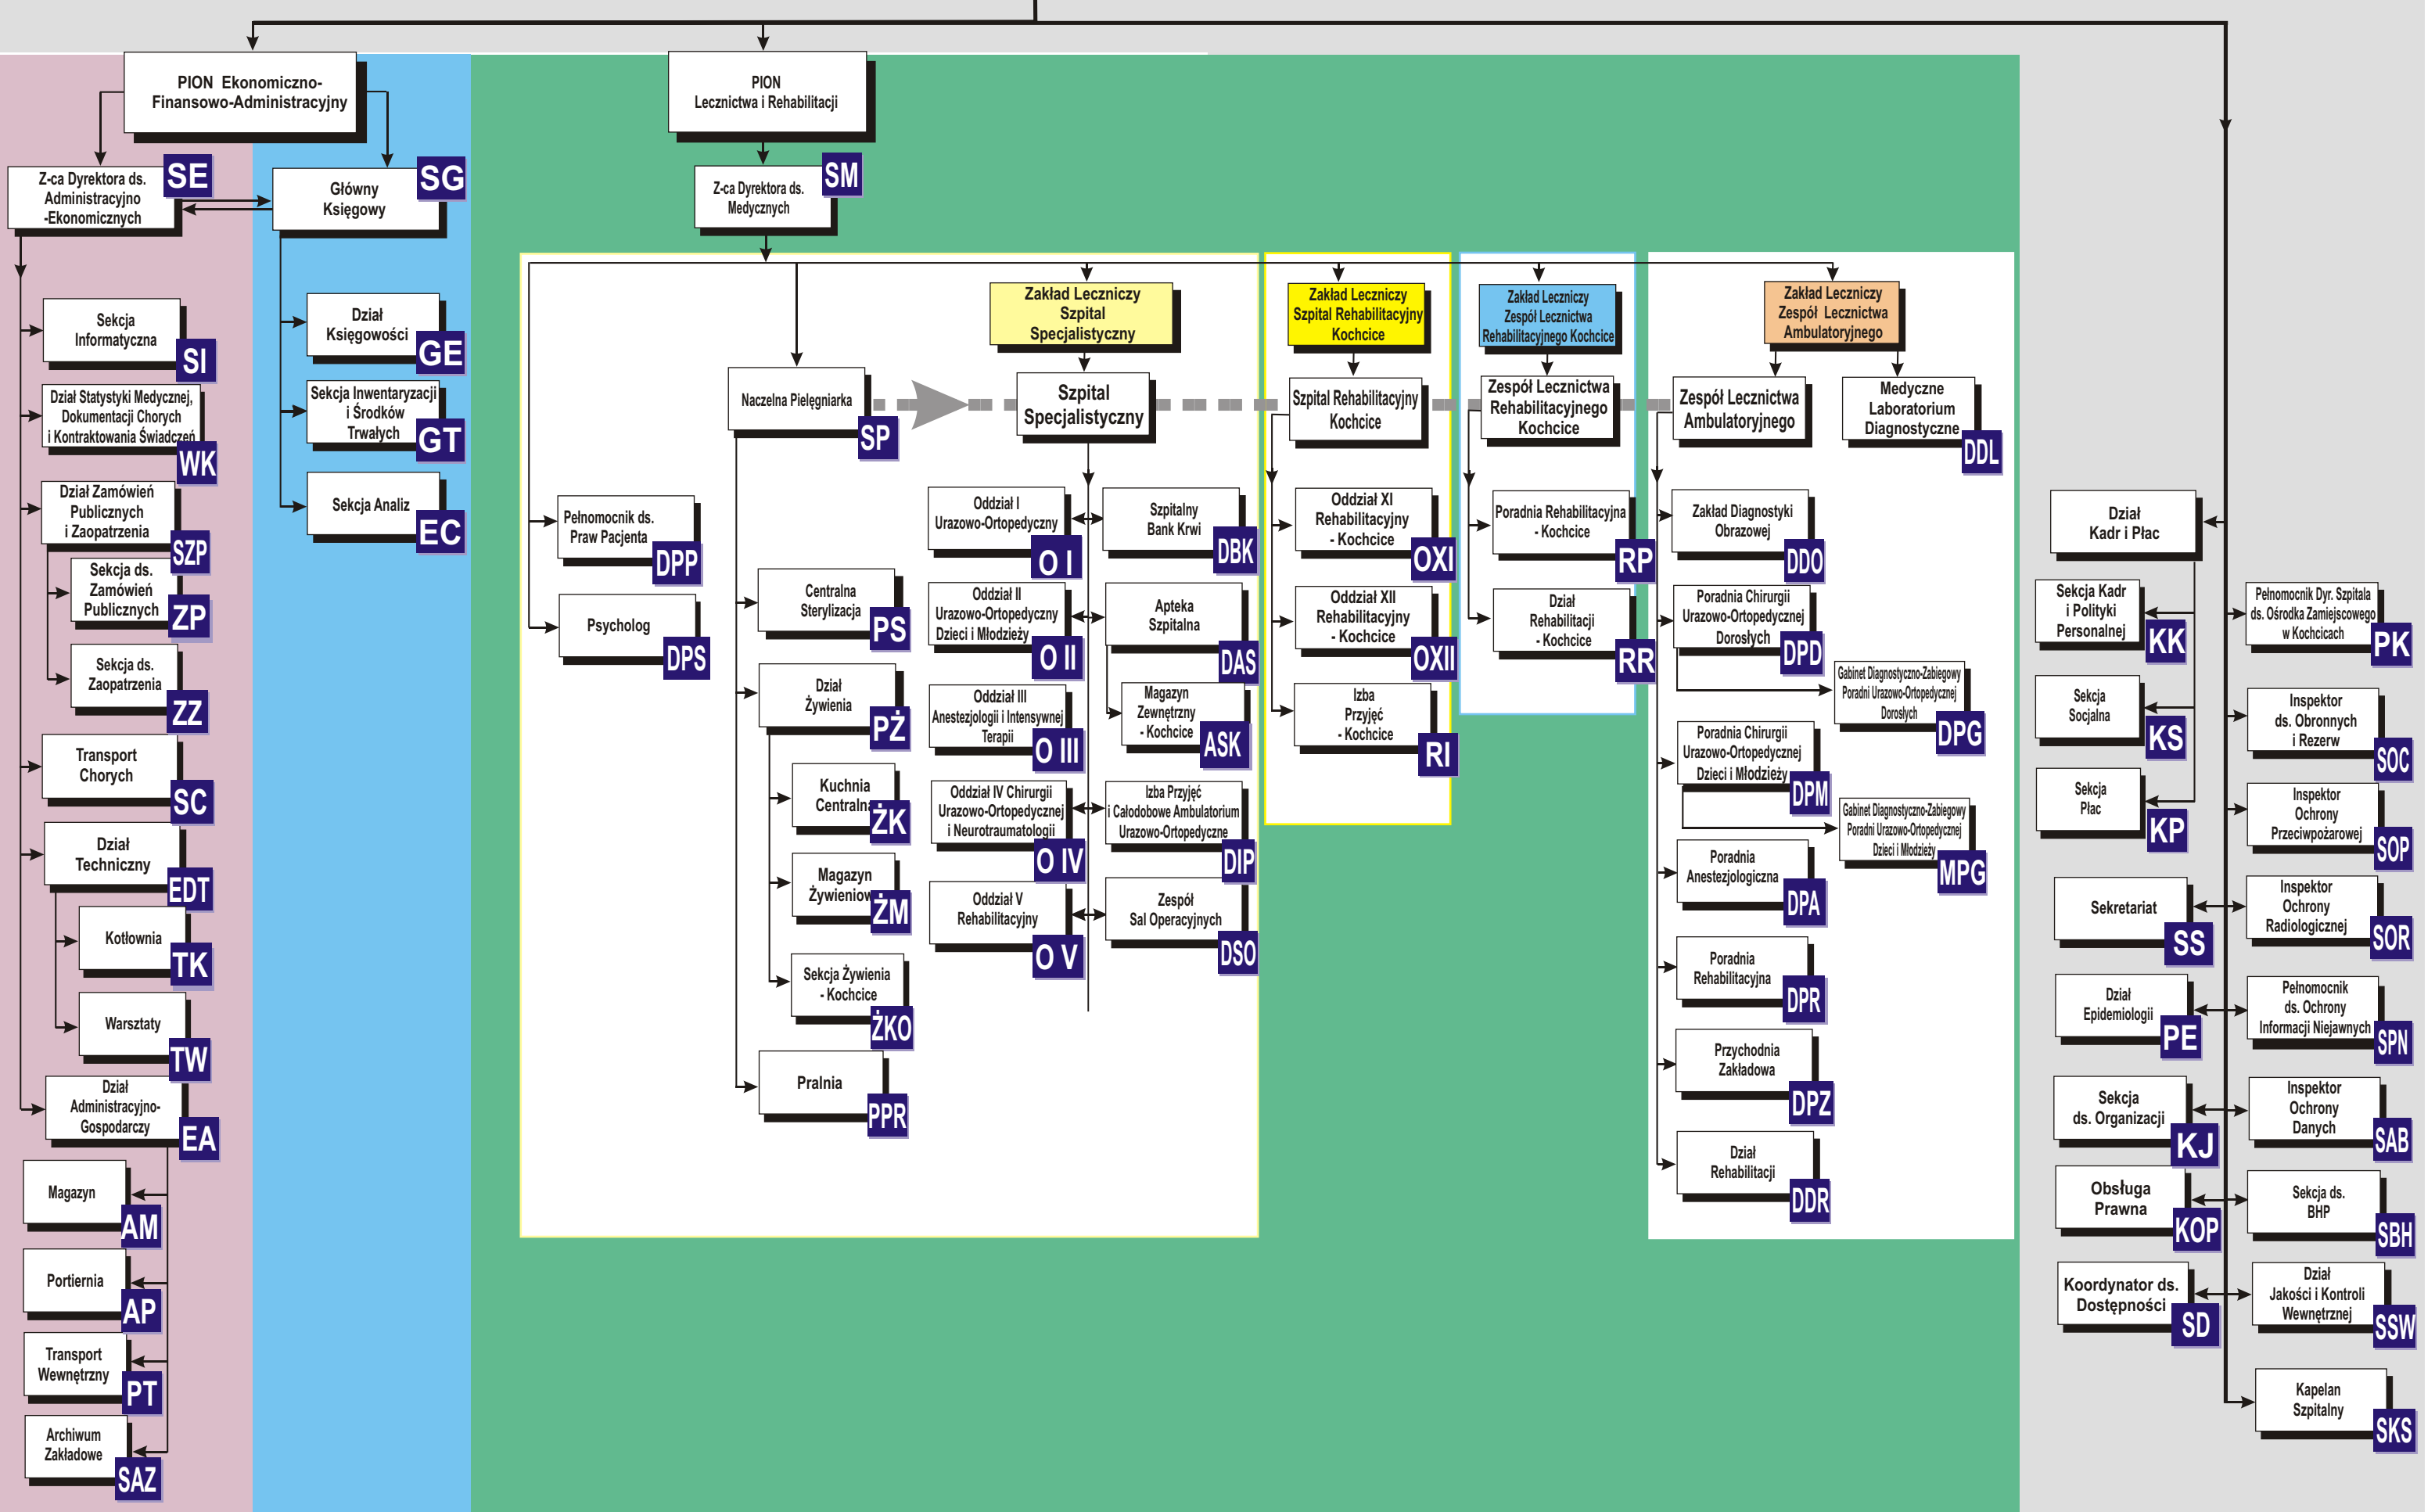 PION Ekonomiczno-
Finansowo-Administracyjny
Z-ca Dyrektora ds.
Administracyjno
-Ekonomicznych
SE
Główny
Księgowy
SG
Sekcja
Informatyczna
SI
Dział Statystyki Medycznej,
Dokumentacji Chorych
i Kontraktowania Świadczeń
WK
Dział Zamówień
Publicznych
i Zaopatrzenia
SZP
Sekcja ds.
Zamówień
Publicznych
ZP
Sekcja ds.
Zaopatrzenia
ZZ
Transport
Chorych
SC
Dział
Techniczny
EDT
Kotłownia
TK
Warsztaty
TW
Dział
Administracyjno-
Gospodarczy
EA
Magazyn
AM
Portiernia
AP
Transport
Wewnętrzny
PT
Archiwum
Zakładowe
SAZ
Dział
Księgowości
GE
Sekcja Inwentaryzacji
i Środków
Trwałych
GT
Sekcja Analiz
EC
PION
Lecznictwa i Rehabilitacji
Z-ca Dyrektora ds.
Medycznych
SM
Pełnomocnik ds.
Praw Pacjenta
DPP
Psycholog
DPS
Naczelna Pielęgniarka
SP
Centralna
Sterylizacja
PS
Dział
Żywienia
PŻ
Kuchnia
Centralna
ŻK
Magazyn
Żywieniowy
ŻM
Sekcja Żywienia
- Kochcice
ŻKO
Pralnia
PPR
Zakład Leczniczy
Szpital
Specjalistyczny
Szpital
Specjalistyczny
Oddział I
Urazowo-Ortopedyczny
O I
Oddział II
Urazowo-Ortopedyczny
Dzieci i Młodzieży
O II
Oddział III
Anestezjologii i Intensywnej
Terapii
O III
Oddział IV Chirurgii
Urazowo-Ortopedycznej
i Neurotraumatologii
O IV
Oddział V
Rehabilitacyjny
O V
Szpitalny
Bank Krwi
DBK
Apteka
Szpitalna
DAS
Magazyn
Zewnętrzny
- Kochcice
ASK
Izba Przyjęć
i Całodobowe Ambulatorium
Urazowo-Ortopedyczne
DIP
Zespół
Sal Operacyjnych
DSO
Zakład Leczniczy
Szpital Rehabilitacyjny
Kochcice
Szpital Rehabilitacyjny
Kochcice
Oddział XI
Rehabilitacyjny
- Kochcice
OXI
Oddział XII
Rehabilitacyjny
- Kochcice
OXII
Izba
Przyjęć
- Kochcice
RI
Zakład Leczniczy
Zespół Lecznictwa
Rehabilitacyjnego Kochcice
Zespół Lecznictwa
Rehabilitacyjnego
Kochcice
Poradnia Rehabilitacyjna
- Kochcice
RP
Dział
Rehabilitacji
- Kochcice
RR
Zakład Leczniczy
Zespół Lecznictwa
Ambulatoryjnego
Zespół Lecznictwa
Ambulatoryjnego
Medyczne
Laboratorium
Diagnostyczne
DDL
Zakład Diagnostyki
Obrazowej
DDO
Poradnia Chirurgii
Urazowo-Ortopedycznej
Dorosłych
DPD
Gabinet Diagnostyczno-Zabiegowy
Poradni Urazowo-Ortopedycznej
Dorosłych
DPG
Poradnia Chirurgii
Urazowo-Ortopedycznej
Dzieci i Młodzieży
DPM
Gabinet Diagnostyczno-Zabiegowy
Poradni Urazowo-Ortopedycznej
Dzieci i Młodzieży
MPG
Poradnia
Anestezjologiczna
DPA
Poradnia
Rehabilitacyjna
DPR
Przychodnia
Zakładowa
DPZ
Dział
Rehabilitacji
DDR
Dział
Kadr i Płac
Sekcja Kadr
i Polityki
Personalnej
KK
Sekcja
Socjalna
KS
Sekcja
Płac
KP
Sekretariat
SS
Dział
Epidemiologii
PE
Sekcja
ds. Organizacji
KJ
Obsługa
Prawna
KOP
Koordynator ds.
Dostępności
SD
Pełnomocnik Dyr. Szpitala
ds. Ośrodka Zamiejscowego
w Kochcicach
PK
Inspektor
ds. Obronnych
i Rezerw
SOC
Inspektor
Ochrony
Przeciwpożarowej
SOP
Inspektor
Ochrony
Radiologicznej
SOR
Pełnomocnik
ds. Ochrony
Informacji Niejawnych
SPN
Inspektor
Ochrony
Danych
SAB
Sekcja ds.
BHP
SBH
Dział
Jakości i Kontroli
Wewnętrznej
SSW
Kapelan
Szpitalny
SKS